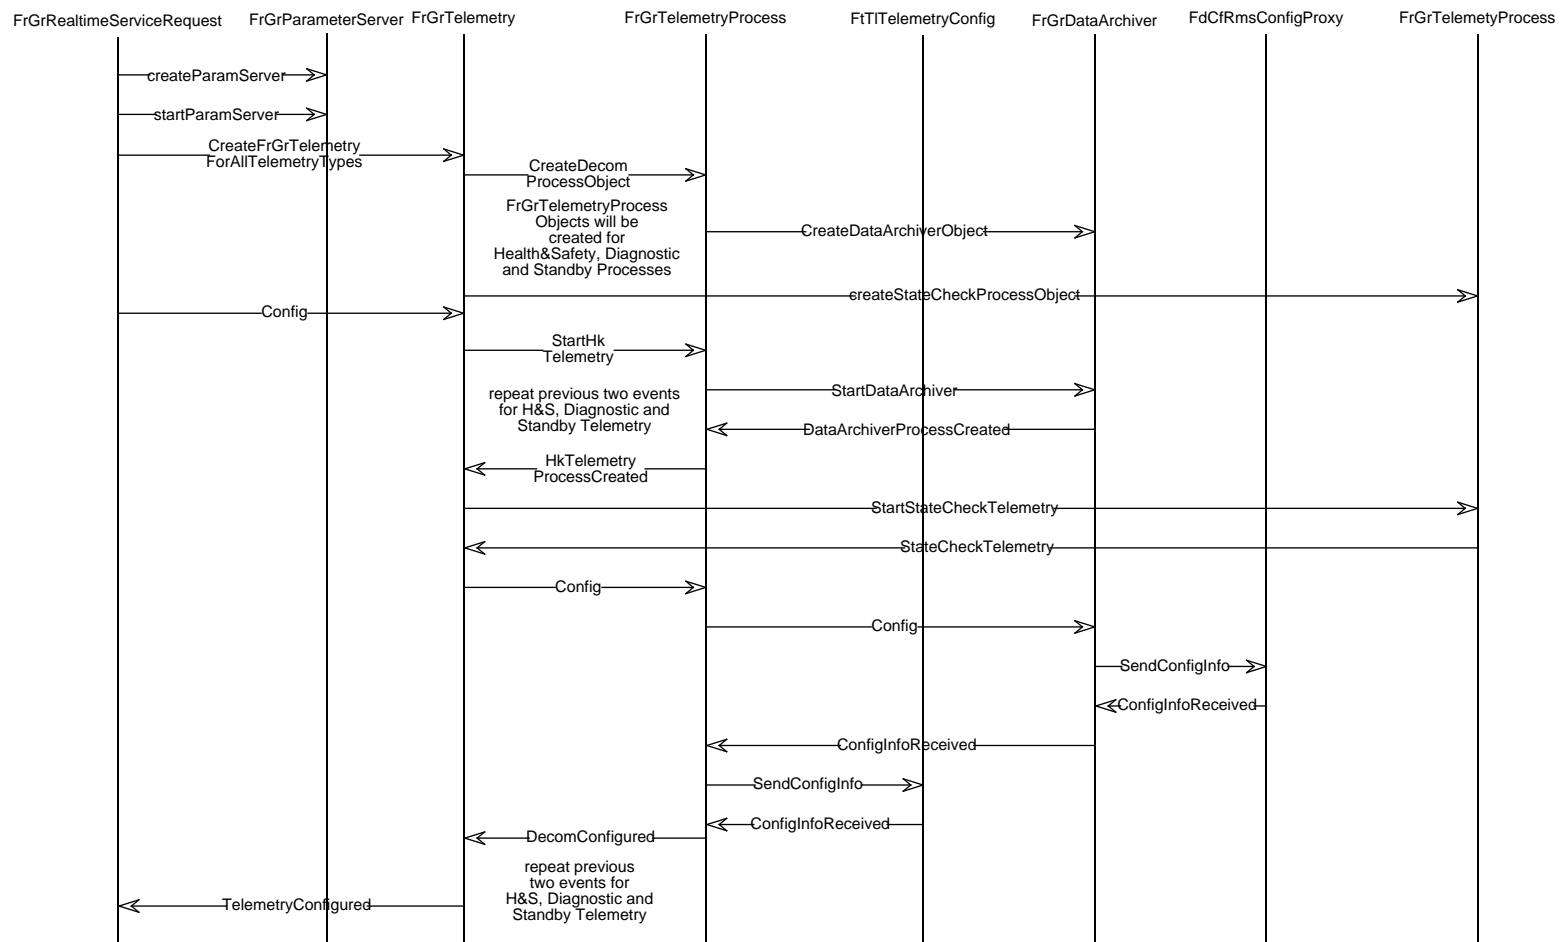 FrGrRealtimeServiceRequest
FrGrParameterServer
FrGrTelemetry
FrGrTelemetryProcess
FtTlTelemetryConfig
FrGrDataArchiver
FdCfRmsConfigProxy
FrGrTelemetyProcess
createParamServer
startParamServer
CreateFrGrTelemetry
ForAllTelemetryTypes
CreateDecom
ProcessObject
FrGrTelemetryProcess
Objects will be
created for
Health&Safety, Diagnostic
and Standby Processes
CreateDataArchiverObject
createStateCheckProcessObject
Config
StartHk
Telemetry
StartDataArchiver
repeat previous two events
for H&S, Diagnostic and
Standby Telemetry
DataArchiverProcessCreated
HkTelemetry
ProcessCreated
StartStateCheckTelemetry
StateCheckTelemetry
Config
Config
SendConfigInfo
ConfigInfoReceived
ConfigInfoReceived
SendConfigInfo
ConfigInfoReceived
DecomConfigured
repeat previous
two events for
H&S, Diagnostic and
Standby Telemetry
TelemetryConfigured